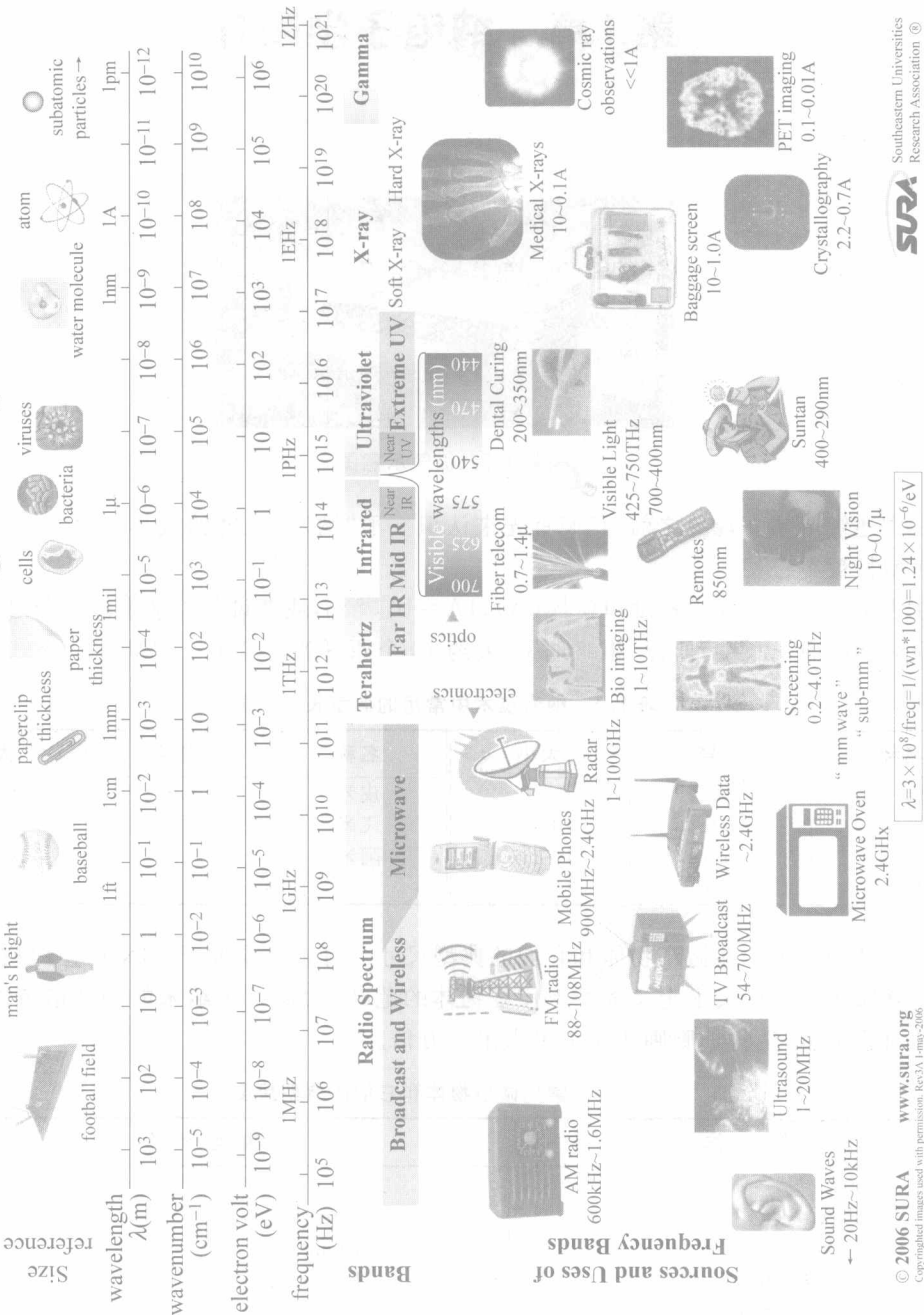 Size
reference
football field
man's height
baseball
paperclip
thickness
paper
thickness
cells
bacteria
viruses
water molecule
atom
subatomic
particles →
1ft 1cm 1mm 1mil 1μ 1nm 1A 1pm
wavelength
λ(m)
10³ 10² 10 1 10⁻¹ 10⁻² 10⁻³ 10⁻⁴ 10⁻⁵ 10⁻⁶ 10⁻⁷ 10⁻⁸ 10⁻⁹ 10⁻¹⁰ 10⁻¹¹ 10⁻¹²
wavenumber
(cm⁻¹)
10⁻⁵ 10⁻⁴ 10⁻³ 10⁻² 10⁻¹ 1 10 10² 10³ 10⁴ 10⁵ 10⁶ 10⁷ 10⁸ 10⁹ 10¹⁰
electron volt
(eV)
10⁻⁹ 10⁻⁸ 10⁻⁷ 10⁻⁶ 10⁻⁵ 10⁻⁴ 10⁻³ 10⁻² 10⁻¹ 1 10 10² 10³ 10⁴ 10⁵ 10⁶
1MHz 1GHz 1THz 1PHz 1EHz 1ZHz
frequency
(Hz)
10⁵ 10⁶ 10⁷ 10⁸ 10⁹ 10¹⁰ 10¹¹ 10¹² 10¹³ 10¹⁴ 10¹⁵ 10¹⁶ 10¹⁷ 10¹⁸ 10¹⁹ 10²⁰ 10²¹
Bands
Radio Spectrum
Terahertz
Infrared
Ultraviolet
X-ray
Gamma
Broadcast and Wireless
Microwave
Far IR Mid IR
Near
IR
Near
UV
Extreme UV
Soft X-ray
Hard X-ray
electronics
optics
Visible wavelengths (nm)
700 625 575 540 470 440
Sources and Uses of
Frequency Bands
AM radio
600kHz~1.6MHz
FM radio
88~108MHz
Mobile Phones
900MHz~2.4GHz
Radar
1~100GHz
Bio imaging
1~10THz
Fiber telecom
0.7~1.4μ
Dental Curing
200~350nm
Medical X-rays
10~0.1A
Cosmic ray
observations
<<1A
Visible Light
425~750THz
700~400nm
Baggage screen
10~1.0A
Sound Waves
← 20Hz~10kHz
Ultrasound
1~20MHz
TV Broadcast
54~700MHz
Wireless Data
~2.4GHz
Microwave Oven
2.4GHx
Screening
0.2~4.0THz
“ mm wave ”
“ sub-mm ”
Remotes
850nm
Night Vision
10~0.7μ
Suntan
400~290nm
Crystallography
2.2~0.7A
PET imaging
0.1~0.01A
© 2006 SURA www.sura.org
Copyrighted images used with permission. Rev3A 1-may-2006
λ=3×10⁸/freq=1/(wn*100)=1.24×10⁻⁶/eV
SURA Southeastern Universities
Research Association ®